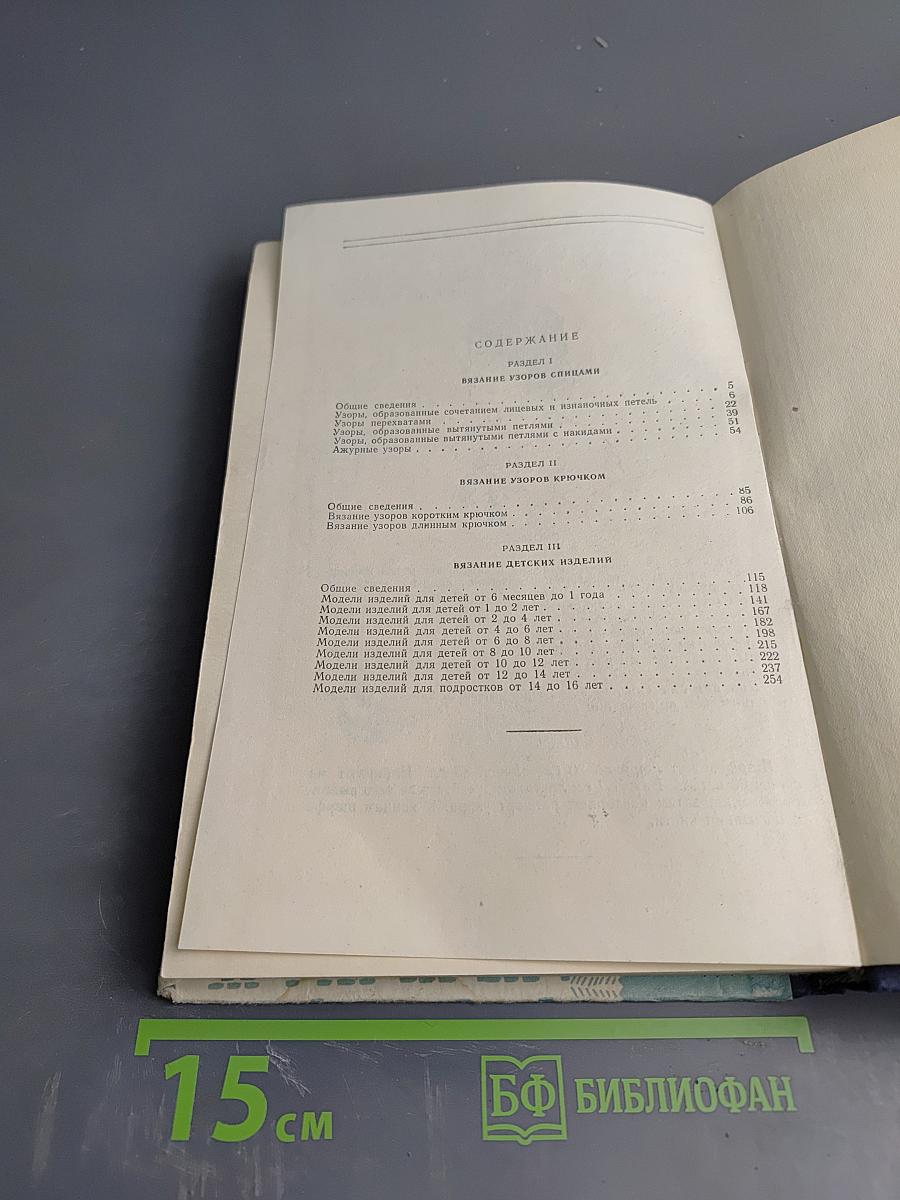 СОДЕРЖАНИЕ
РАЗДЕЛ I
ВЯЗАНИЕ УЗОРОВ СПИЦАМИ
Общие сведения . . . . . . . . . . 5
Узоры, образованные сочетанием лицевых и изнаночных петель . . . 6
Узоры перехватами . . . . . . . . . . 22
Узоры, образованные вытянутыми петлями . . . . . . . . . . 39
Узоры, образованные вытянутыми петлями с накидами . . . . . . 51
Ажурные узоры . . . . . . . . . . 54
РАЗДЕЛ II
ВЯЗАНИЕ УЗОРОВ КРЮЧКОМ
Общие сведения . . . . . . . . . . 85
Вязание узоров коротким крючком . . . . . . . . . . 86
Вязание узоров длинным крючком . . . . . . . . . . 106
РАЗДЕЛ III
ВЯЗАНИЕ ДЕТСКИХ ИЗДЕЛИЙ
Общие сведения . . . . . . . . . . 115
Модели изделий для детей от 6 месяцев до 1 года . . . . . . . . 118
Модели изделий для детей от 1 до 2 лет . . . . . . . . . . 141
Модели изделий для детей от 2 до 4 лет . . . . . . . . . . 167
Модели изделий для детей от 4 до 6 лет . . . . . . . . . . 182
Модели изделий для детей от 6 до 8 лет . . . . . . . . . . 198
Модели изделий для детей от 8 до 10 лет . . . . . . . . . . 215
Модели изделий для детей от 10 до 12 лет . . . . . . . . . . 222
Модели изделий для детей от 12 до 14 лет . . . . . . . . . . 237
Модели изделий для подростков от 14 до 16 лет . . . . . . . . . . 254
15 см
БФ БИБЛИОФАН